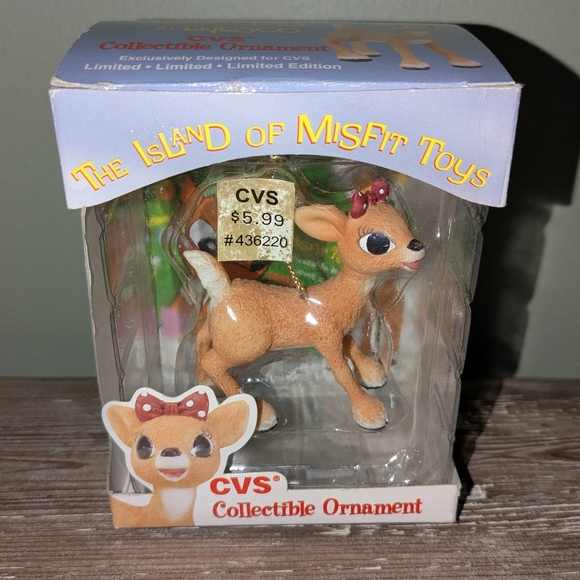 CVS®
Collectible Ornament
Exclusively Designed for CVS
Limited • Limited • Limited Edition
THE ISLAND OF MISFIT TOYS
CVS
$5.99
#436220
CVS®
Collectible Ornament